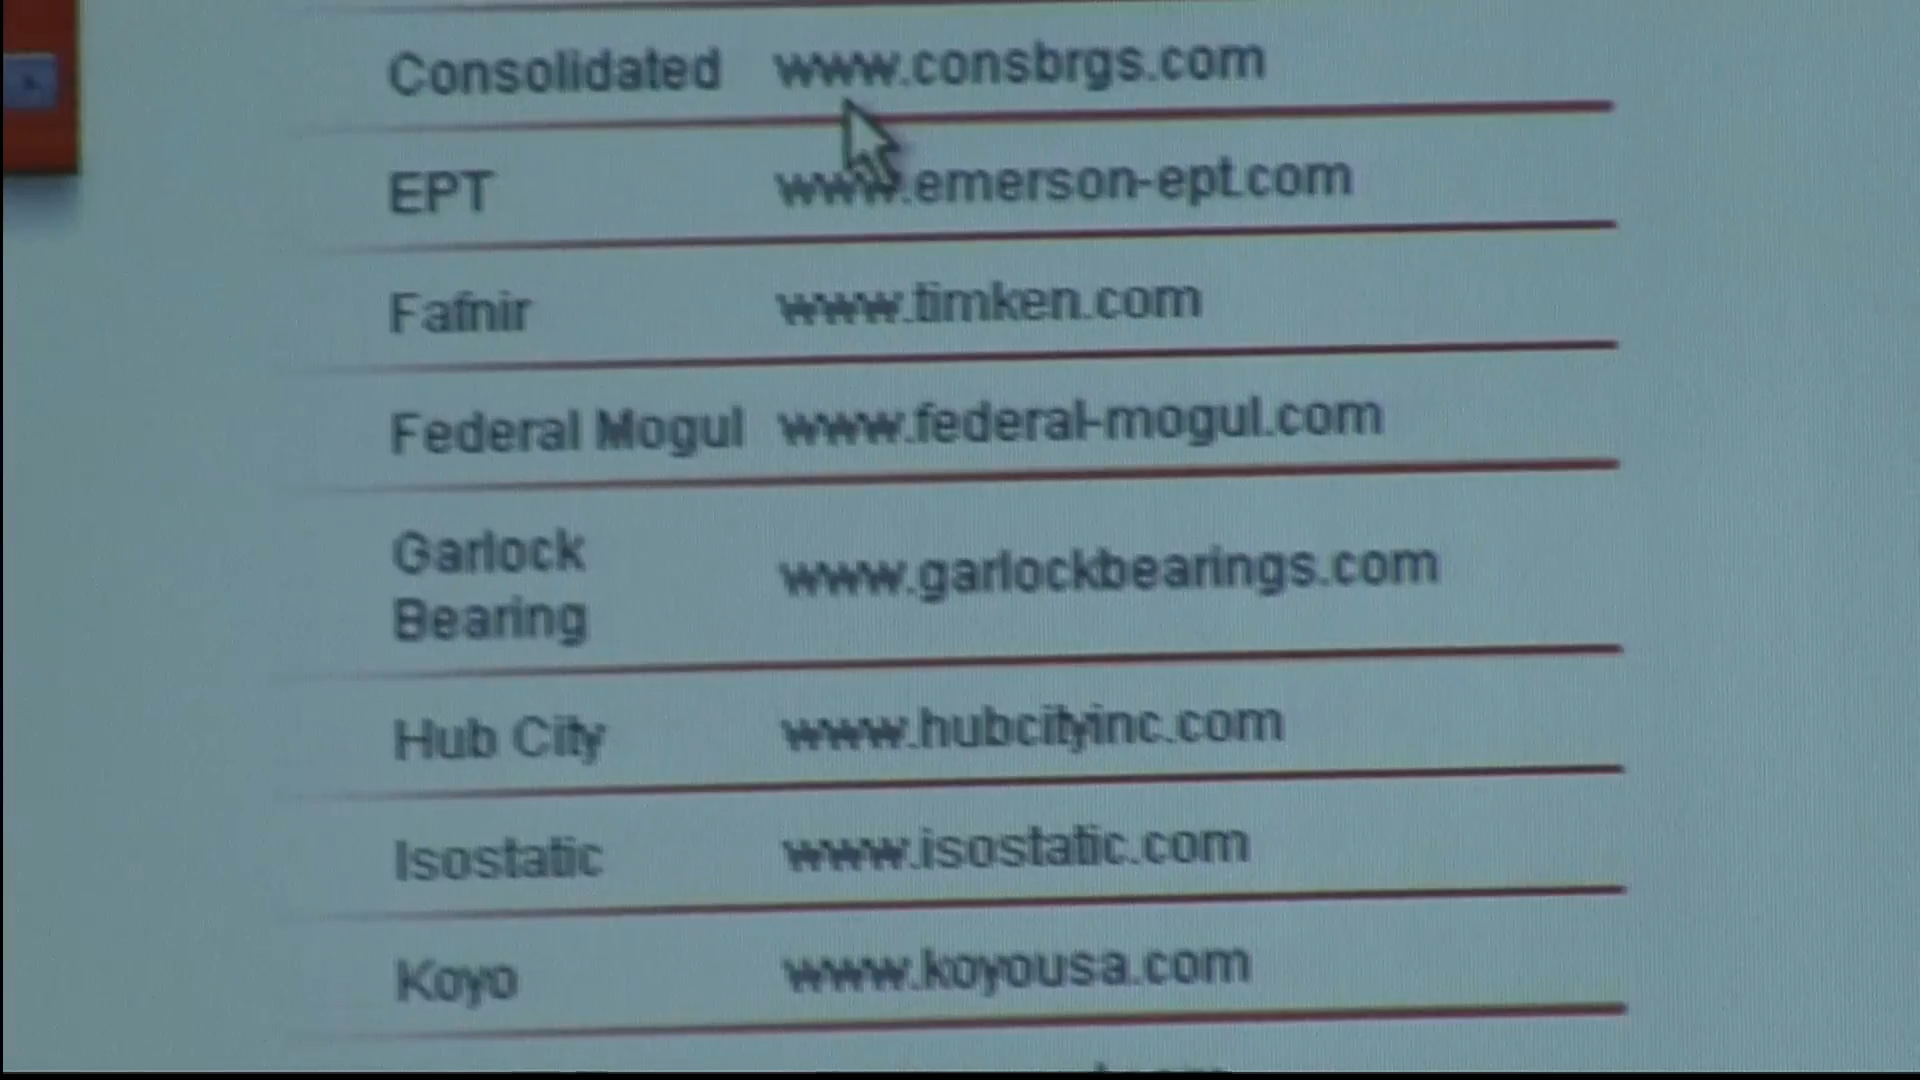 Consolidated www.consbrgs.com
EPT www.emerson-ept.com
Fafnir www.timken.com
Federal Mogul www.federal-mogul.com
Garlock
Bearing www.garlockbearings.com
Hub City www.hubcityinc.com
Isostatic www.isostatic.com
Koyo www.koyousa.com